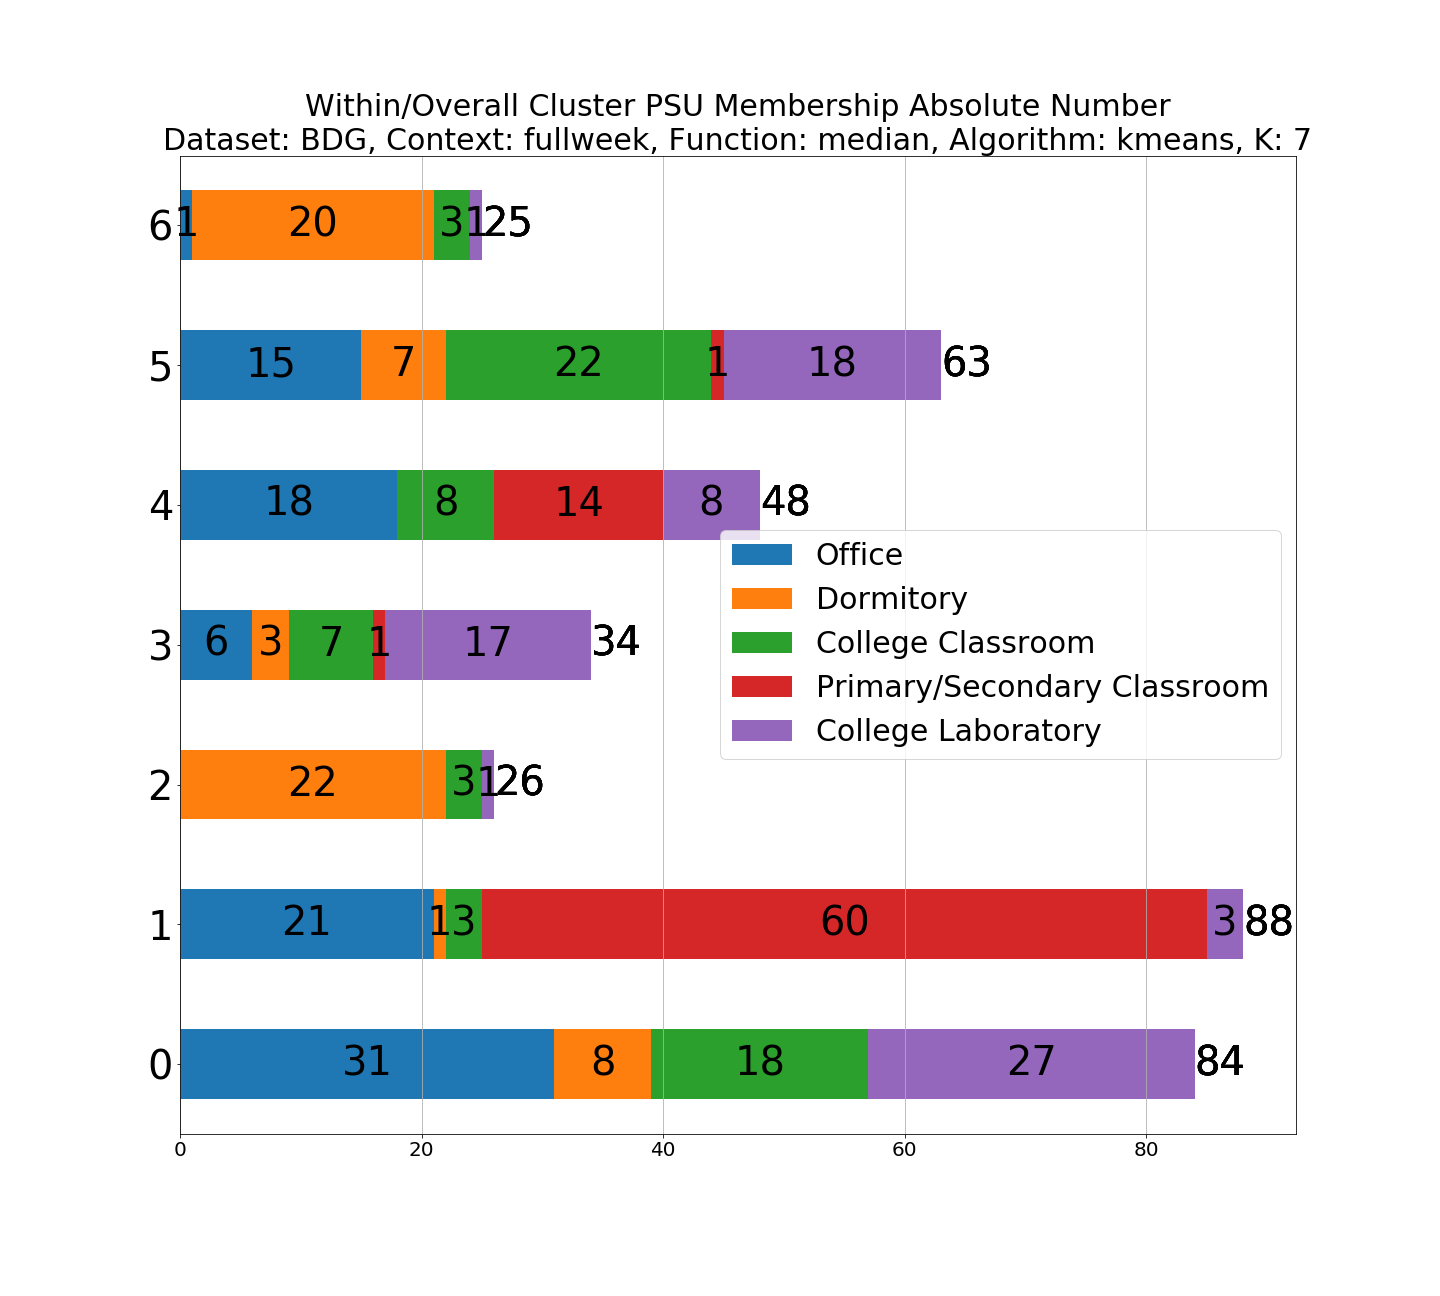 Within/Overall Cluster PSU Membership Absolute Number
Dataset: BDG, Context: fullweek, Function: median, Algorithm: kmeans, K: 7
6 1 20 3 1 25
5 15 7 22 1 18 63
4 18 8 14 8 48
Office
Dormitory
College Classroom
Primary/Secondary Classroom
College Laboratory
3 6 3 7 1 17 34
2 22 3 1 26
1 21 1 3 60 3 88
0 31 8 18 27 84
0 20 40 60 80